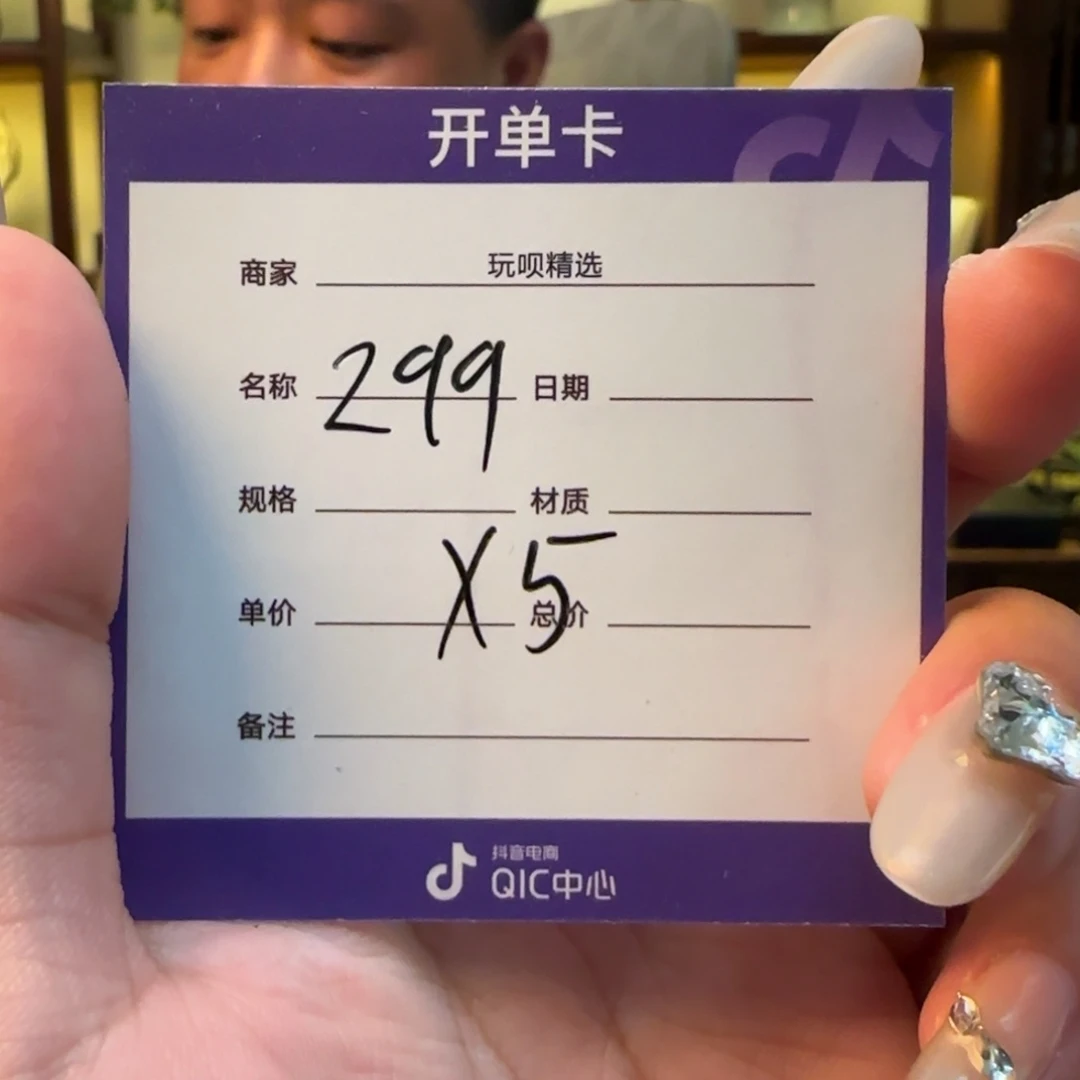 开单卡
商家 玩呗精选
名称 299 日期
规格 材质
X5
单价 总价
备注
抖音电商
QIC中心